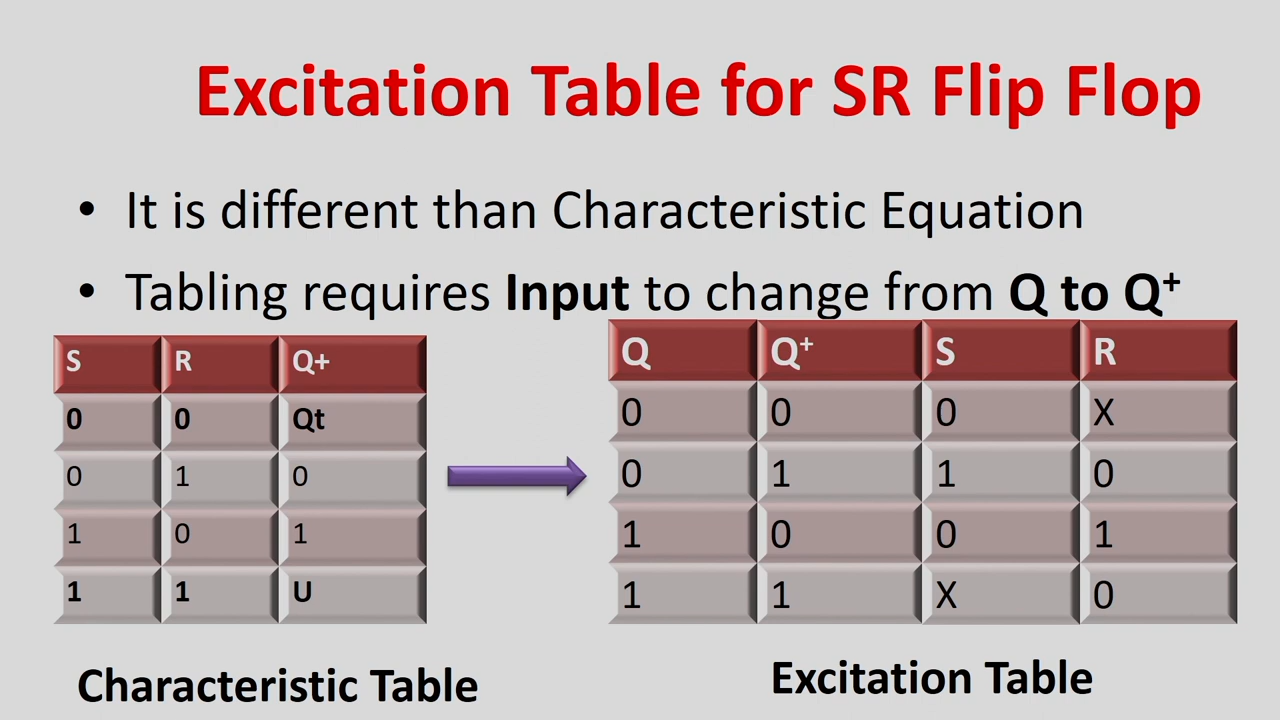 Excitation Table for SR Flip Flop
• It is different than Characteristic Equation
• Tabling requires Input to change from Q to Q⁺
S R Q+
0 0 Qt
0 1 0
1 0 1
1 1 U
Characteristic Table
Q Q⁺ S R
0 0 0 X
0 1 1 0
1 0 0 1
1 1 X 0
Excitation Table